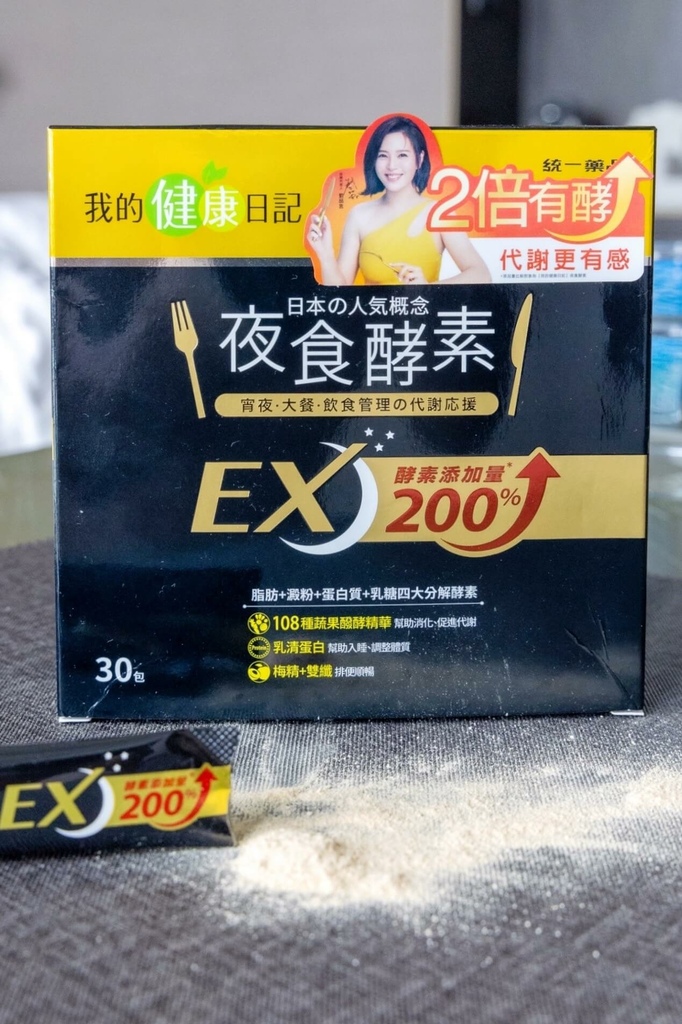 我的健康日記
統一藥品
2倍有酵
代謝更有感
日本の人気概念
夜食酵素
宵夜·大餐·飲食管理の代謝応援
EX
酵素添加量*
200%
脂肪+澱粉+蛋白質+乳糖四大分解酵素
108種蔬果醱酵精華 幫助消化、促進代謝
Protein 乳清蛋白 幫助入睡、調整體質
梅精+雙纖 排便順暢
30包
EX 酵素添加量*
200%